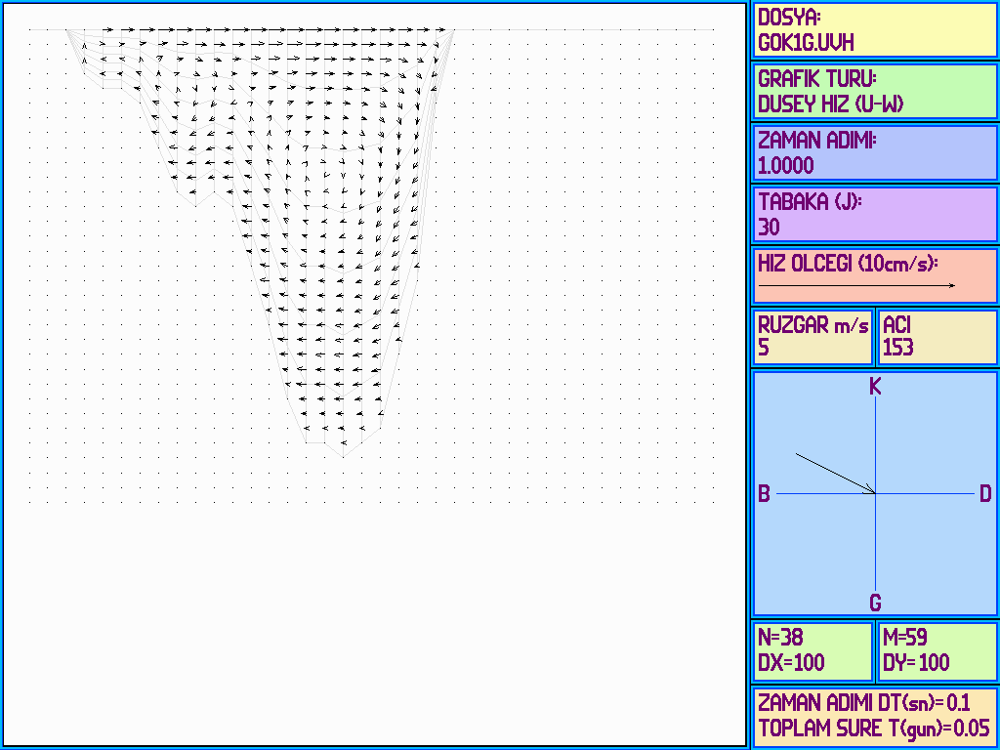 DOSYA:
GOK1G.UVH
GRAFIK TURU:
DUSEY HIZ (U-W)
ZAMAN ADIMI:
1.0000
TABAKA (J):
30
HIZ OLCEGI (10cm/s):
RUZGAR m/s
5
ACI
153
K
B
D
G
N=38
DX=100
M=59
DY=100
ZAMAN ADIMI DT(sn)=0.1
TOPLAM SURE T(gun)=0.05